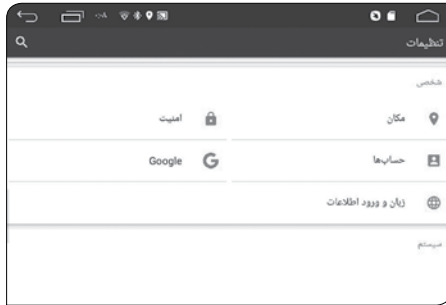 تنظیمات
شخصی
مکان
امنیت
حساب‌ها
Google
زبان و ورود اطلاعات
سیستم